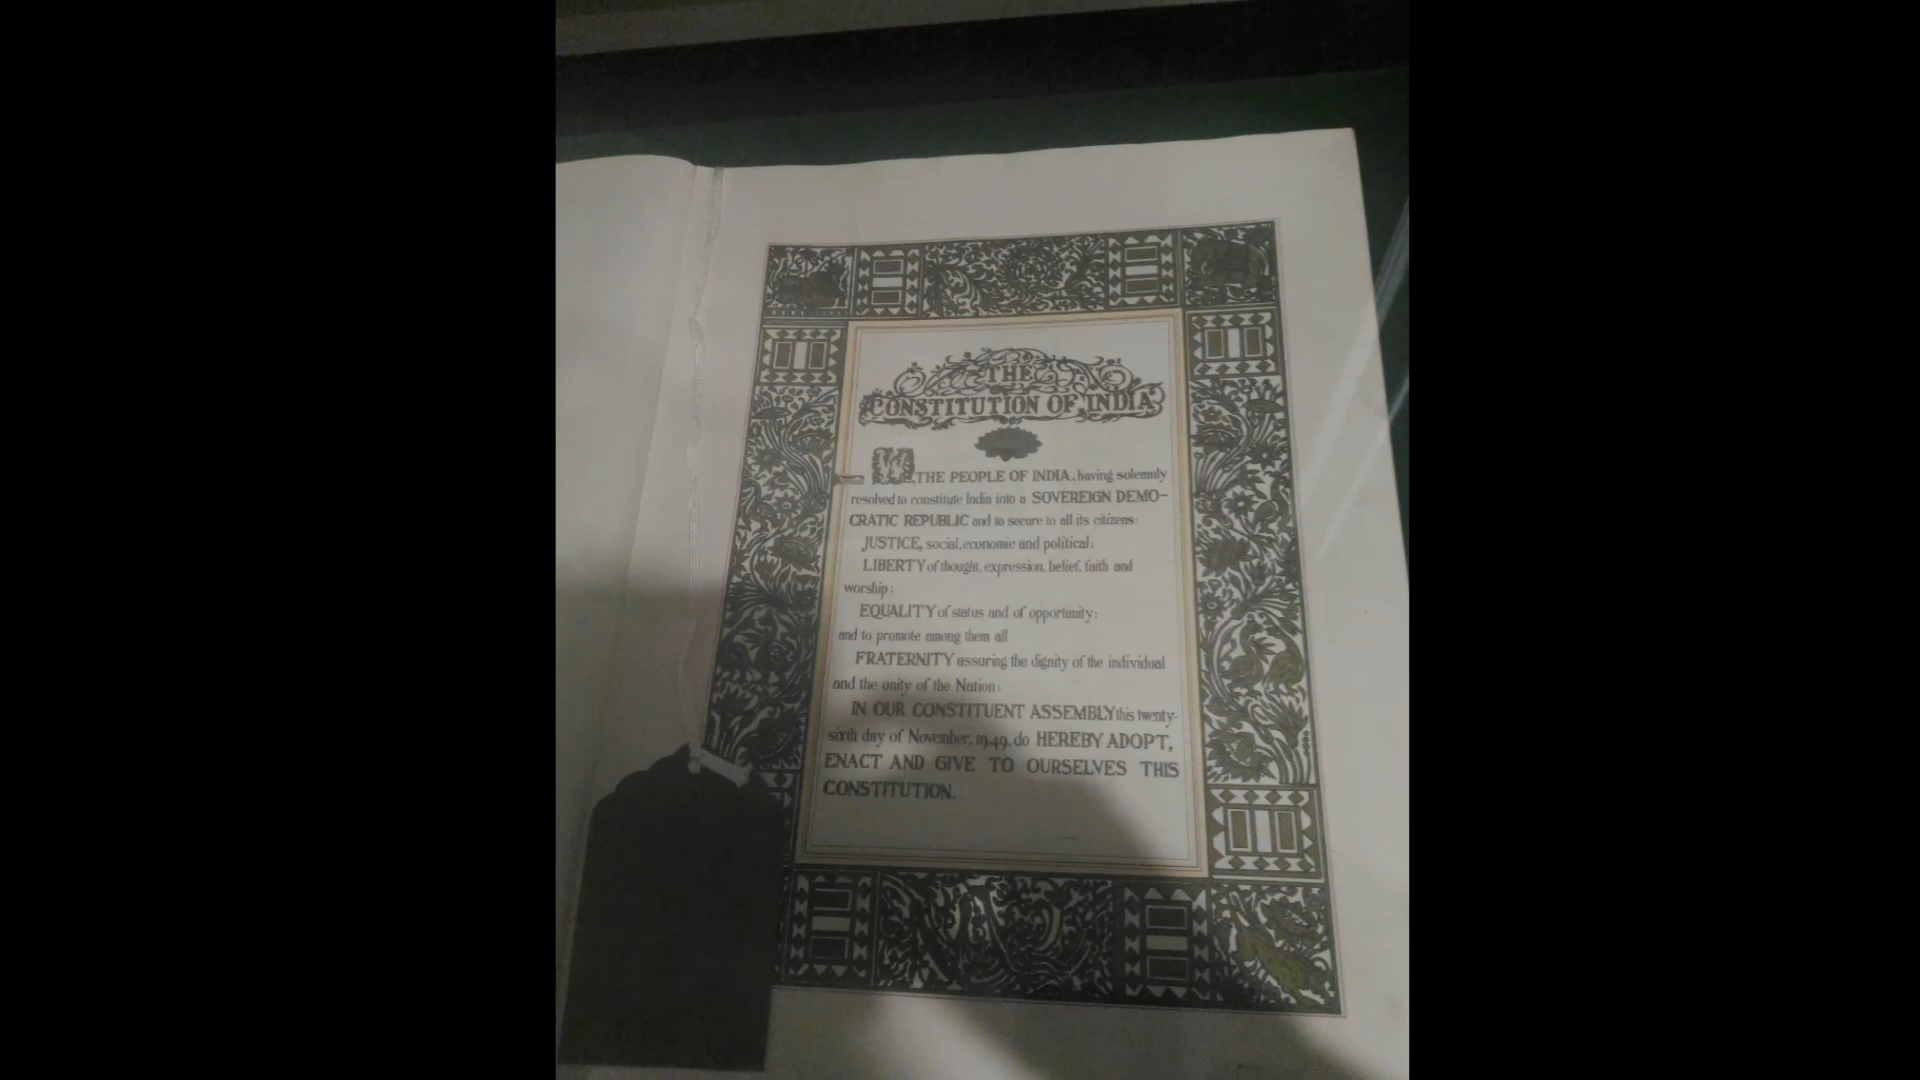 THE
CONSTITUTION OF INDIA
WE, THE PEOPLE OF INDIA, having solemnly
resolved to constitute India into a SOVEREIGN DEMO-
CRATIC REPUBLIC and to secure to all its citizens:
JUSTICE, social, economic and political;
LIBERTY of thought, expression, belief, faith and
worship;
EQUALITY of status and of opportunity;
and to promote among them all
FRATERNITY assuring the dignity of the individual
and the unity of the Nation;
IN OUR CONSTITUENT ASSEMBLY this twenty-
sixth day of November, 1949, do HEREBY ADOPT,
ENACT AND GIVE TO OURSELVES THIS
CONSTITUTION.